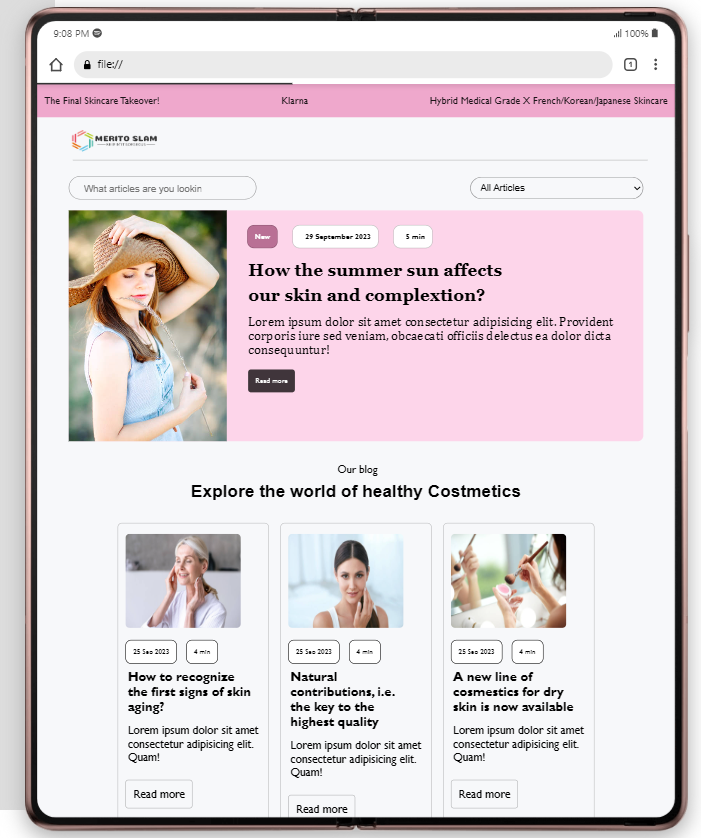 9:08 PM
100%
file://
1
The Final Skincare Takeover!
Klarna
Hybrid Medical Grade X French/Korean/Japanese Skincare
MERITO SLAM
What articles are you lookin
All Articles
New
29 September 2023
5 min
How the summer sun affects
our skin and complextion?
Lorem ipsum dolor sit amet consectetur adipisicing elit. Provident
corporis iure sed veniam, obcaecati officiis delectus ea dolor dicta
consequuntur!
Read more
Our blog
Explore the world of healthy Costmetics
25 Sep 2023
4 min
How to recognize
the first signs of skin
aging?
Lorem ipsum dolor sit amet
consectetur adipisicing elit.
Quam!
Read more
25 Sep 2023
4 min
Natural
contributions, i.e.
the key to the
highest quality
Lorem ipsum dolor sit amet
consectetur adipisicing elit.
Quam!
Read more
25 Sep 2023
4 min
A new line of
cosmestics for dry
skin is now available
Lorem ipsum dolor sit amet
consectetur adipisicing elit.
Quam!
Read more